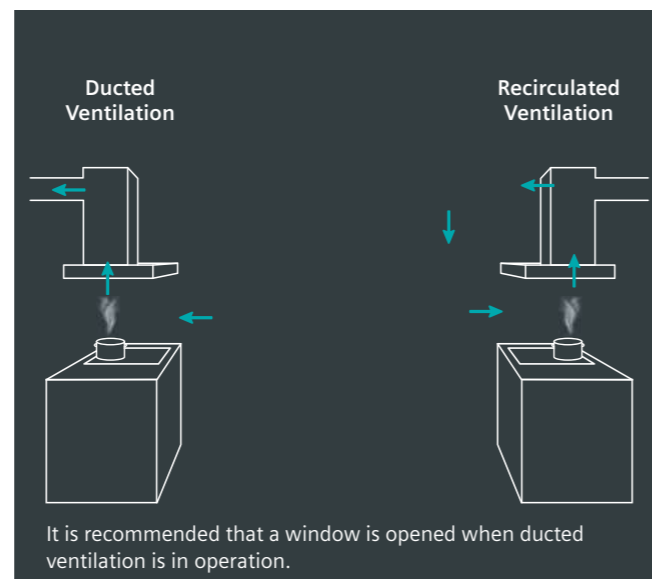 Ducted
Ventilation
Recirculated
Ventilation
It is recommended that a window is opened when ducted
ventilation is in operation.